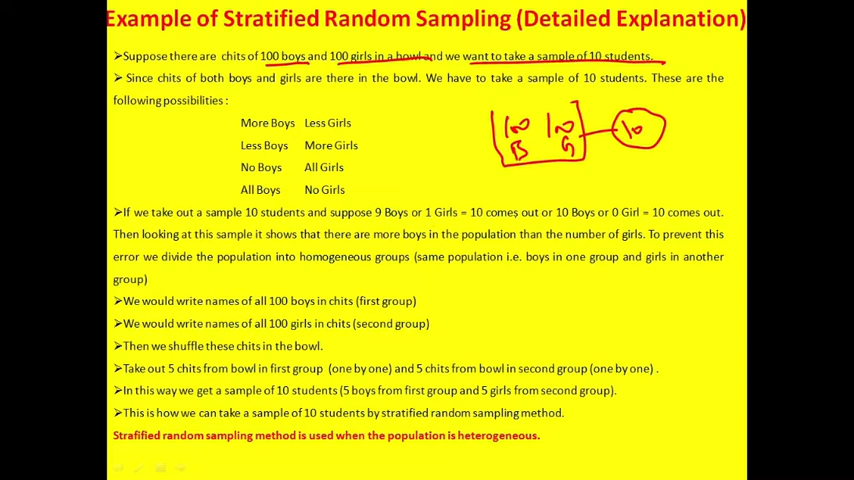 Example of Stratified Random Sampling (Detailed Explanation)
➢Suppose there are chits of 100 boys and 100 girls in a bowl and we want to take a sample of 10 students.
➢ Since chits of both boys and girls are there in the bowl. We have to take a sample of 10 students. These are the
following possibilities :
More Boys Less Girls
Less Boys More Girls
No Boys All Girls
All Boys No Girls
100 100 10
B G
➢If we take out a sample 10 students and suppose 9 Boys or 1 Girls = 10 comes out or 10 Boys or 0 Girl = 10 comes out.
Then looking at this sample it shows that there are more boys in the population than the number of girls. To prevent this
error we divide the population into homogeneous groups (same population i.e. boys in one group and girls in another
group)
➢We would write names of all 100 boys in chits (first group)
➢We would write names of all 100 girls in chits (second group)
➢Then we shuffle these chits in the bowl.
➢Take out 5 chits from bowl in first group (one by one) and 5 chits from bowl in second group (one by one) .
➢In this way we get a sample of 10 students (5 boys from first group and 5 girls from second group).
➢This is how we can take a sample of 10 students by stratified random sampling method.
Strafified random sampling method is used when the population is heterogeneous.